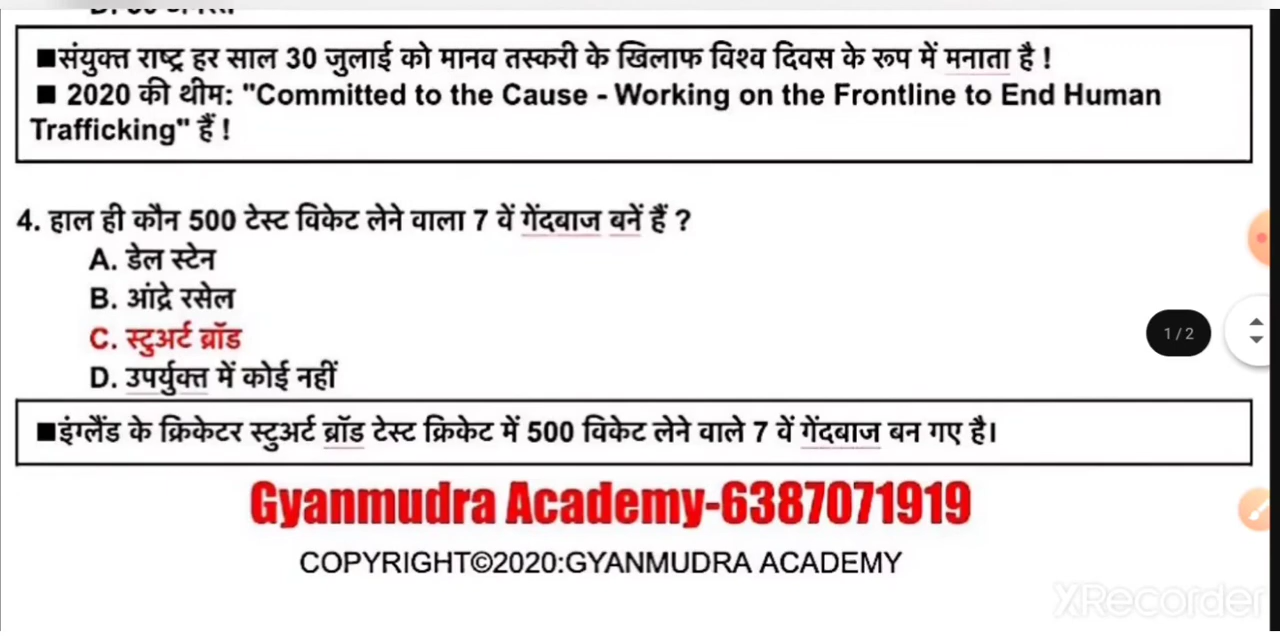 ■संयुक्त राष्ट्र हर साल 30 जुलाई को मानव तस्करी के खिलाफ विश्व दिवस के रूप में मनाता है !
■ 2020 की थीम: "Committed to the Cause - Working on the Frontline to End Human
Trafficking" हैं !
4. हाल ही कौन 500 टेस्ट विकेट लेने वाला 7 वें गेंदबाज बनें हैं ?
A. डेल स्टेन
B. आंद्रे रसेल
C. स्टुअर्ट ब्रॉड
D. उपर्युक्त में कोई नहीं
1/2
■इंग्लैंड के क्रिकेटर स्टुअर्ट ब्रॉड टेस्ट क्रिकेट में 500 विकेट लेने वाले 7 वें गेंदबाज बन गए है।
Gyanmudra Academy-6387071919
COPYRIGHT©2020:GYANMUDRA ACADEMY
XRecorder